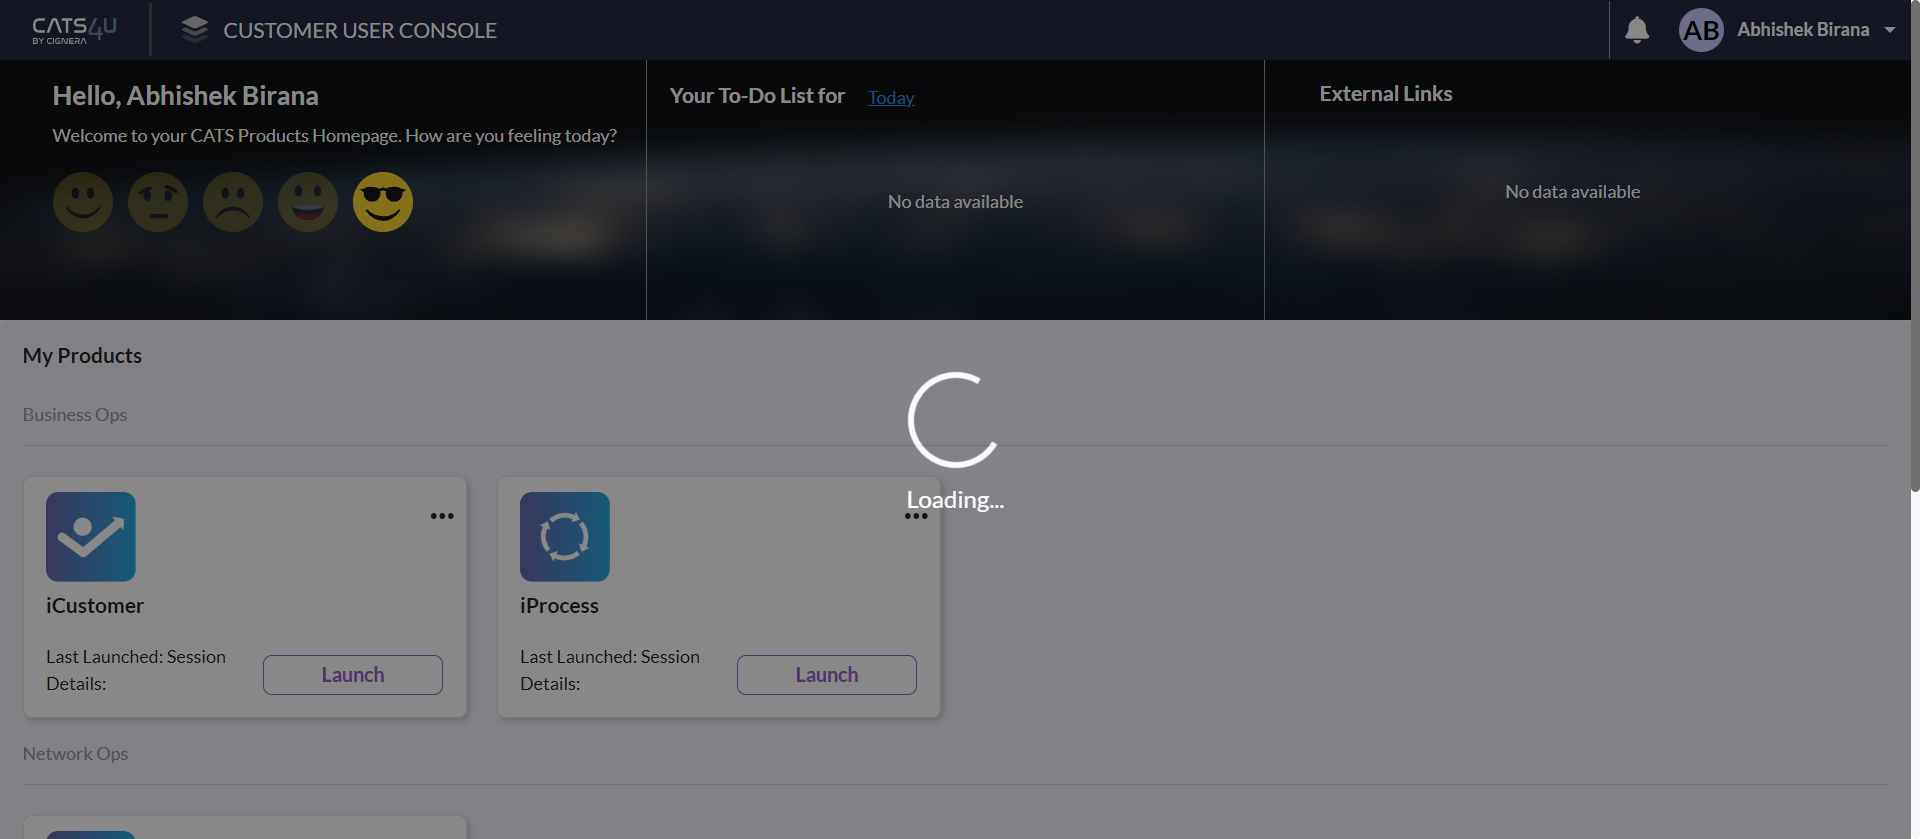 CATS4U
BY CIGNERA
CUSTOMER USER CONSOLE
AB
Abhishek Birana
Hello, Abhishek Birana
Welcome to your CATS Products Homepage. How are you feeling today?
Your To-Do List for Today
No data available
External Links
No data available
My Products
Business Ops
Loading...
iCustomer
Last Launched: Session
Details:
Launch
iProcess
Last Launched: Session
Details:
Launch
Network Ops